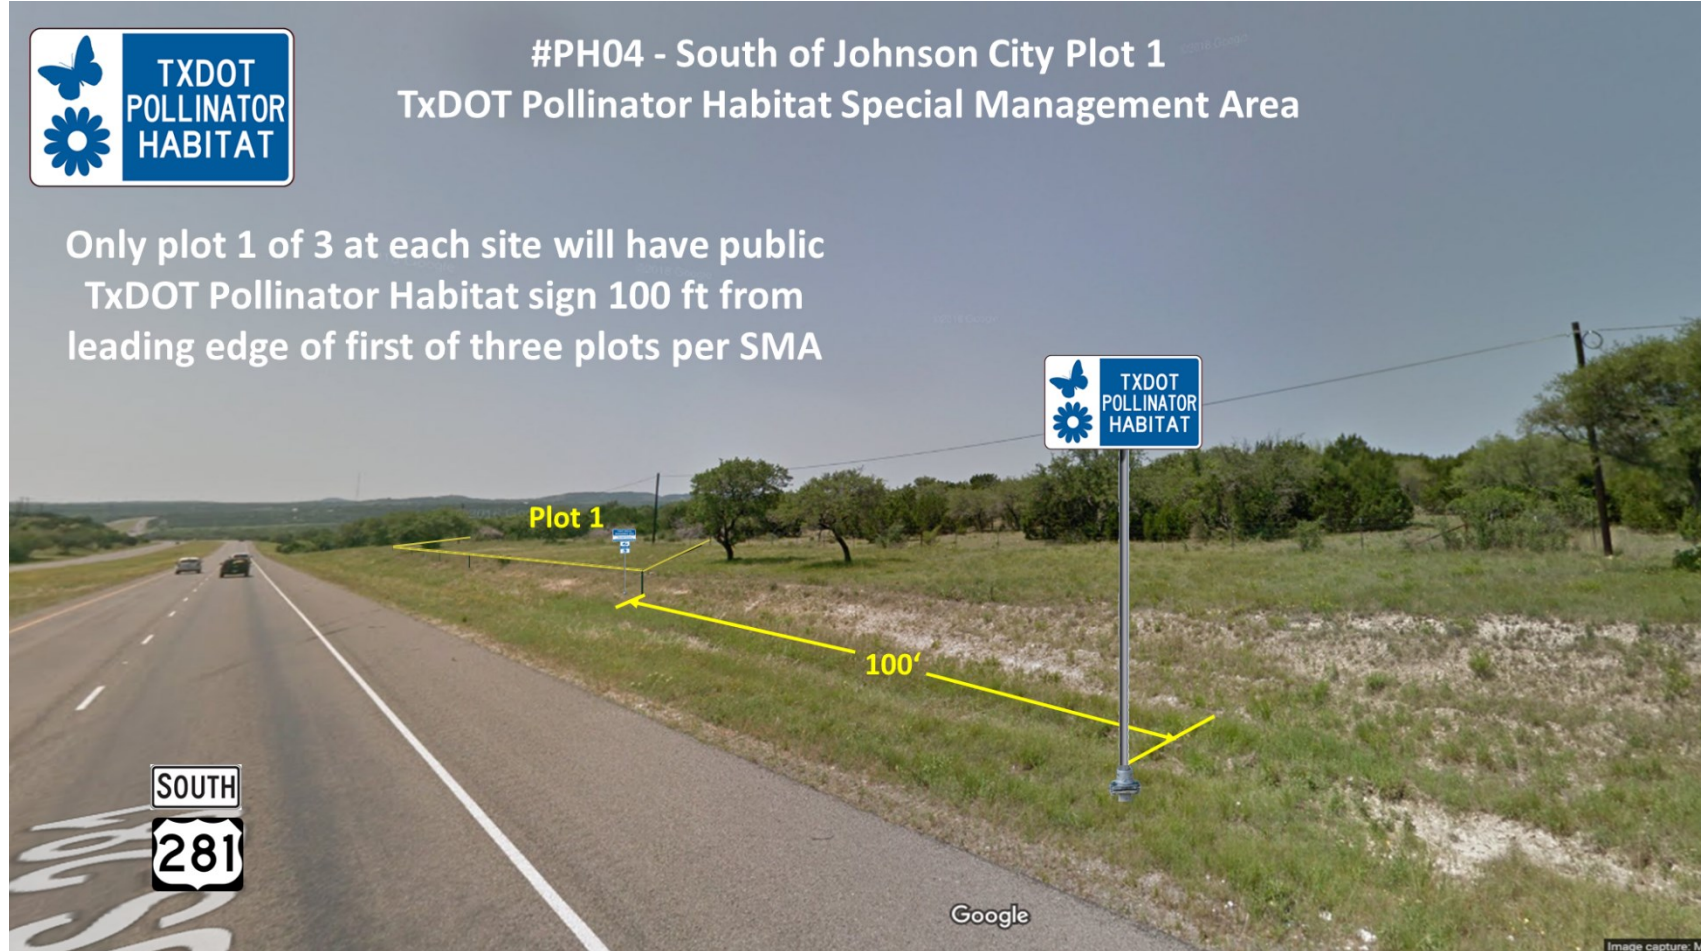 TXDOT
POLLINATOR
HABITAT
#PH04 - South of Johnson City Plot 1
TxDOT Pollinator Habitat Special Management Area
Only plot 1 of 3 at each site will have public
TxDOT Pollinator Habitat sign 100 ft from
leading edge of first of three plots per SMA
TXDOT
POLLINATOR
HABITAT
Plot 1
100‘
SOUTH
281
Google
Image capture: M